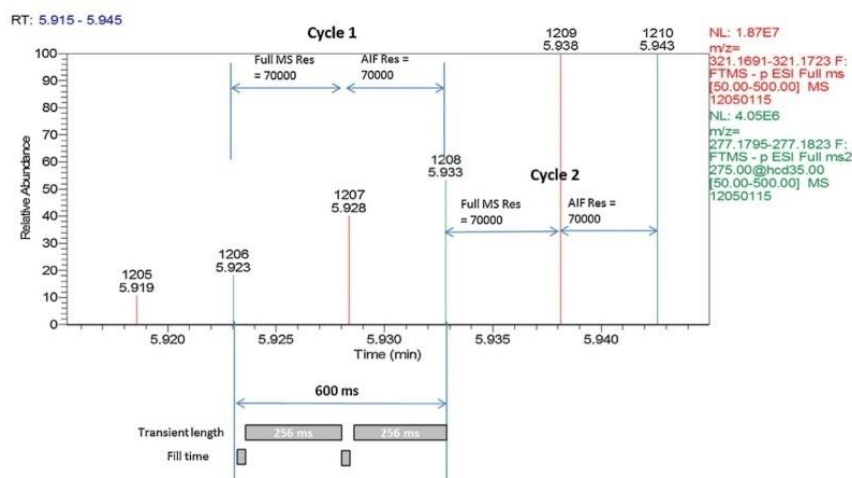 RT: 5.915 - 5.945
Cycle 1
Full MS Res
= 70000
AIF Res =
70000
1209
5.938
1210
5.943
NL: 1.87E7
m/z=
321.1691-321.1723 F:
FTMS - p ESI Full ms
[50.00-500.00] MS
12050115
NL: 4.05E6
m/z=
277.1795-277.1823 F:
FTMS - p ESI Full ms2
275.00@hcd35.00
[50.00-500.00] MS
12050115
100
90
80
70
60
50
40
30
20
10
0
Relative Abundance
1205
5.919
1206
5.923
1207
5.928
1208
5.933
Cycle 2
Full MS Res
= 70000
AIF Res =
70000
5.920
5.925
5.930
5.935
5.940
Time (min)
600 ms
Transient length
256 ms
256 ms
Fill time